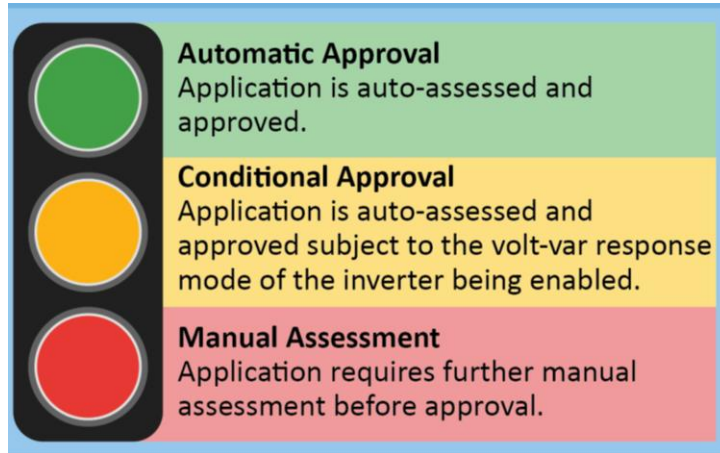 Automatic Approval
Application is auto-assessed and
approved.
Conditional Approval
Application is auto-assessed and
approved subject to the volt-var response
mode of the inverter being enabled.
Manual Assessment
Application requires further manual
assessment before approval.